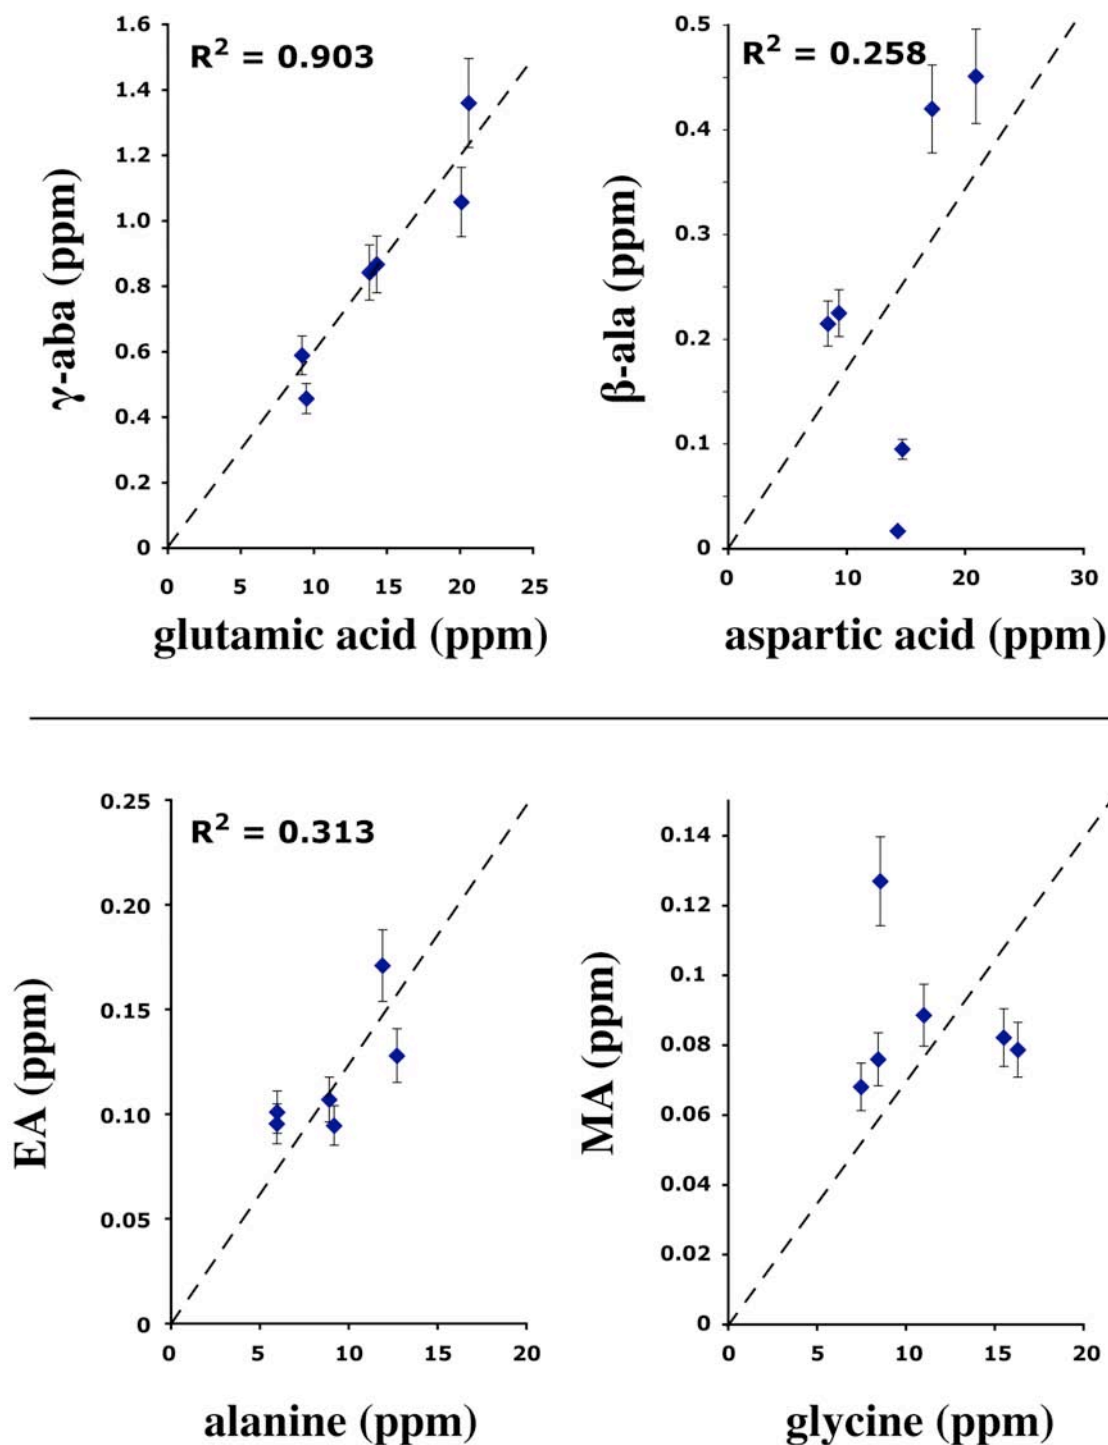 R² = 0.903
γ-aba (ppm)
1.6
1.4
1.2
1.0
0.8
0.6
0.4
0.2
0
0 5 10 15 20 25
glutamic acid (ppm)
R² = 0.258
β-ala (ppm)
0.5
0.4
0.3
0.2
0.1
0
0 10 20 30
aspartic acid (ppm)
R² = 0.313
EA (ppm)
0.25
0.20
0.15
0.10
0.05
0
0 5 10 15 20
alanine (ppm)
MA (ppm)
0.14
0.12
0.1
0.08
0.06
0.04
0.02
0
0 5 10 15 20
glycine (ppm)